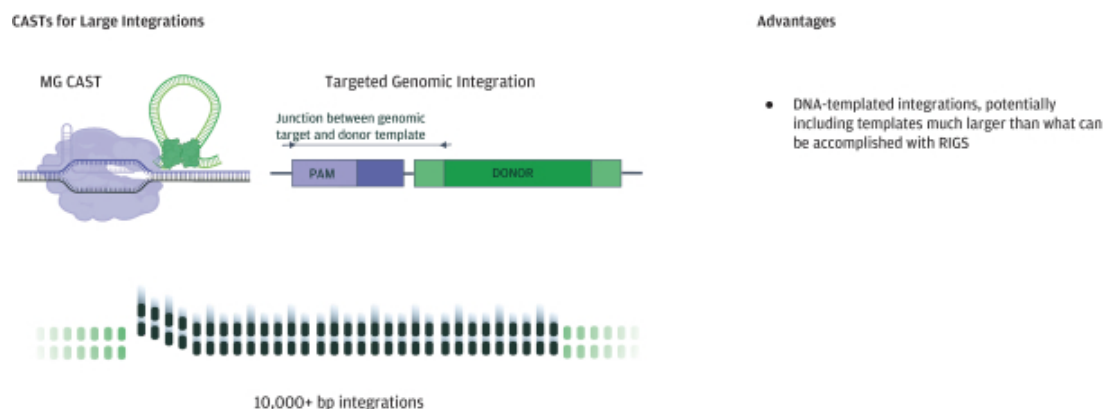 CASTs for Large Integrations
Advantages
MG CAST
Targeted Genomic Integration
Junction between genomic
target and donor template
PAM
DONOR
• DNA-templated integrations, potentially
including templates much larger than what can
be accomplished with RIGS
10,000+ bp integrations